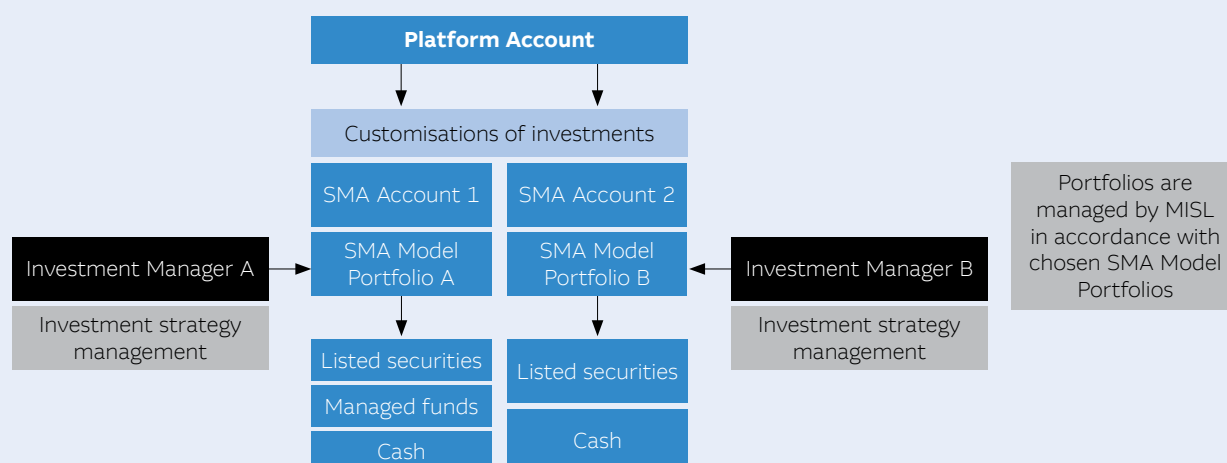 Platform Account
Customisations of investments
SMA Account 1
SMA Account 2
Investment Manager A
SMA Model
Portfolio A
SMA Model
Portfolio B
Investment Manager B
Investment strategy
management
Investment strategy
management
Portfolios are
managed by MISL
in accordance with
chosen SMA Model
Portfolios
Listed securities
Managed funds
Cash
Listed securities
Cash